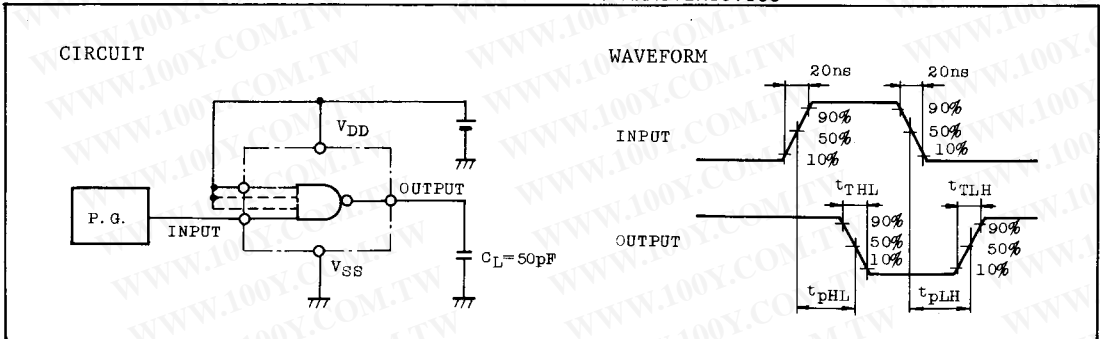 CIRCUIT
V_DD
P.G.
INPUT
OUTPUT
V_SS
C_L=50pF
WAVEFORM
20ns
20ns
INPUT
90%
50%
10%
90%
50%
10%
t_THL
t_TLH
OUTPUT
90%
50%
10%
90%
50%
10%
t_pHL
t_pLH
WWW.100Y.COM.TW